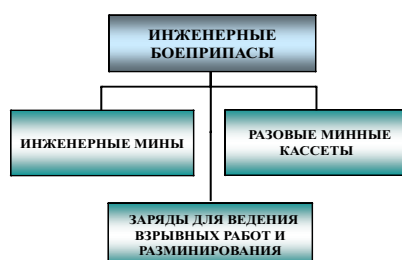 ИНЖЕНЕРНЫЕ
БОЕПРИПАСЫ
ИНЖЕНЕРНЫЕ МИНЫ
РАЗОВЫЕ МИННЫЕ
КАССЕТЫ
ЗАРЯДЫ ДЛЯ ВЕДЕНИЯ
ВЗРЫВНЫХ РАБОТ И
РАЗМИНИРОВАНИЯ